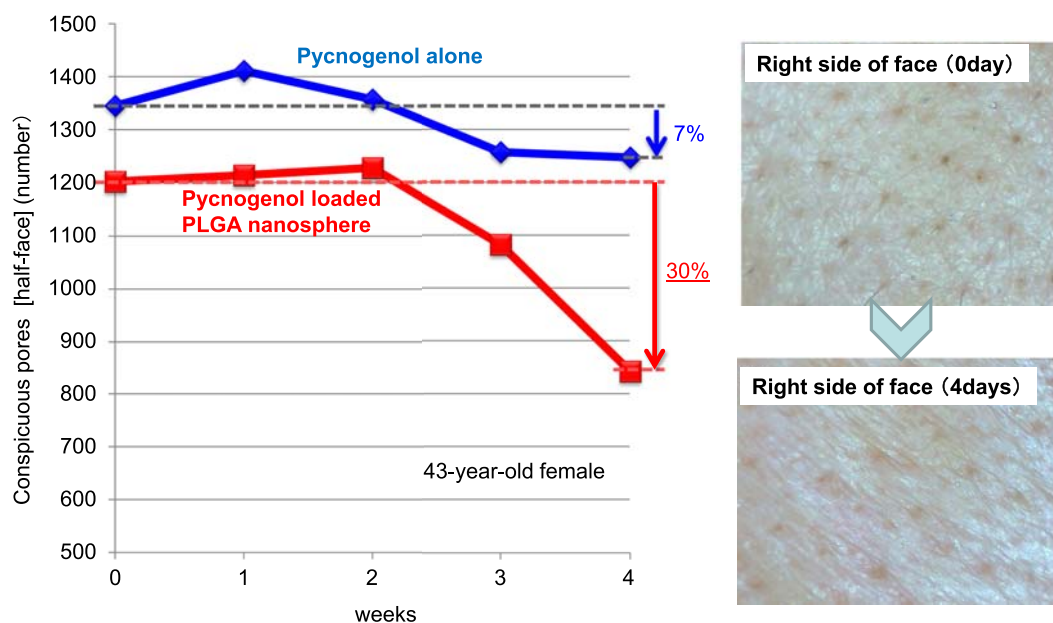 Conspicuous pores [half-face] (number)
1500
1400
1300
1200
1100
1000
900
800
700
600
500
0
1
2
3
4
weeks
Pycnogenol alone
7%
Pycnogenol loaded
PLGA nanosphere
30%
43-year-old female
Right side of face（0day）
Right side of face（4days）